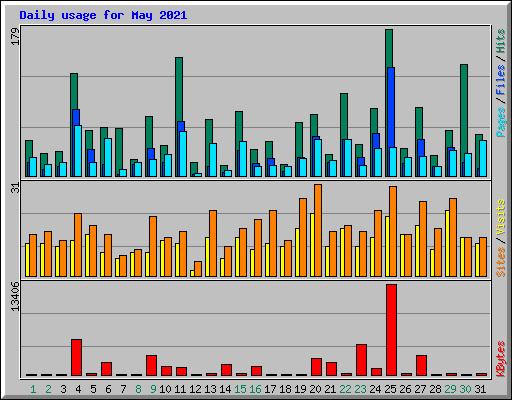 Daily usage for May 2021
179
Pages / Files / Hits
31
Sites / Visits
13406
KBytes
1 2 3 4 5 6 7 8 9 10 11 12 13 14 15 16 17 18 19 20 21 22 23 24 25 26 27 28 29 30 31